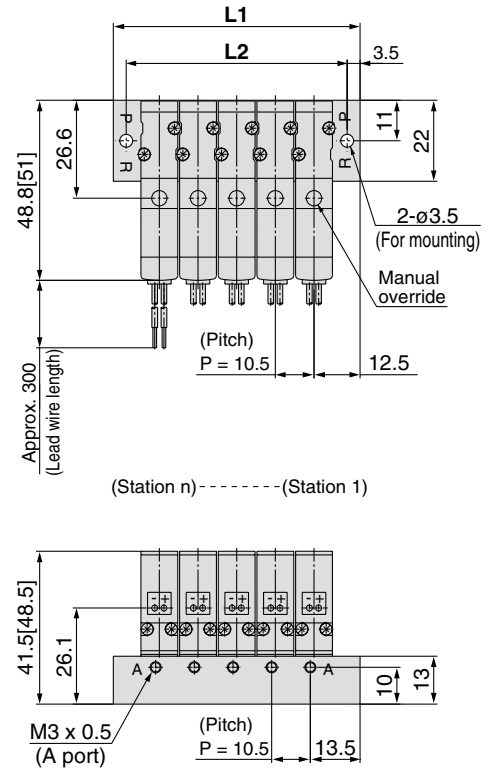 L1
L2
3.5
P
R
P
R
26.6
48.8[51]
11
22
2-ø3.5
(For mounting)
Manual
override
(Pitch)
P = 10.5
12.5
Approx. 300
(Lead wire length)
(Station n)
(Station 1)
- +
- +
- +
- +
- +
41.5[48.5]
26.1
A
A
10
13
M3 x 0.5
(A port)
(Pitch)
P = 10.5
13.5